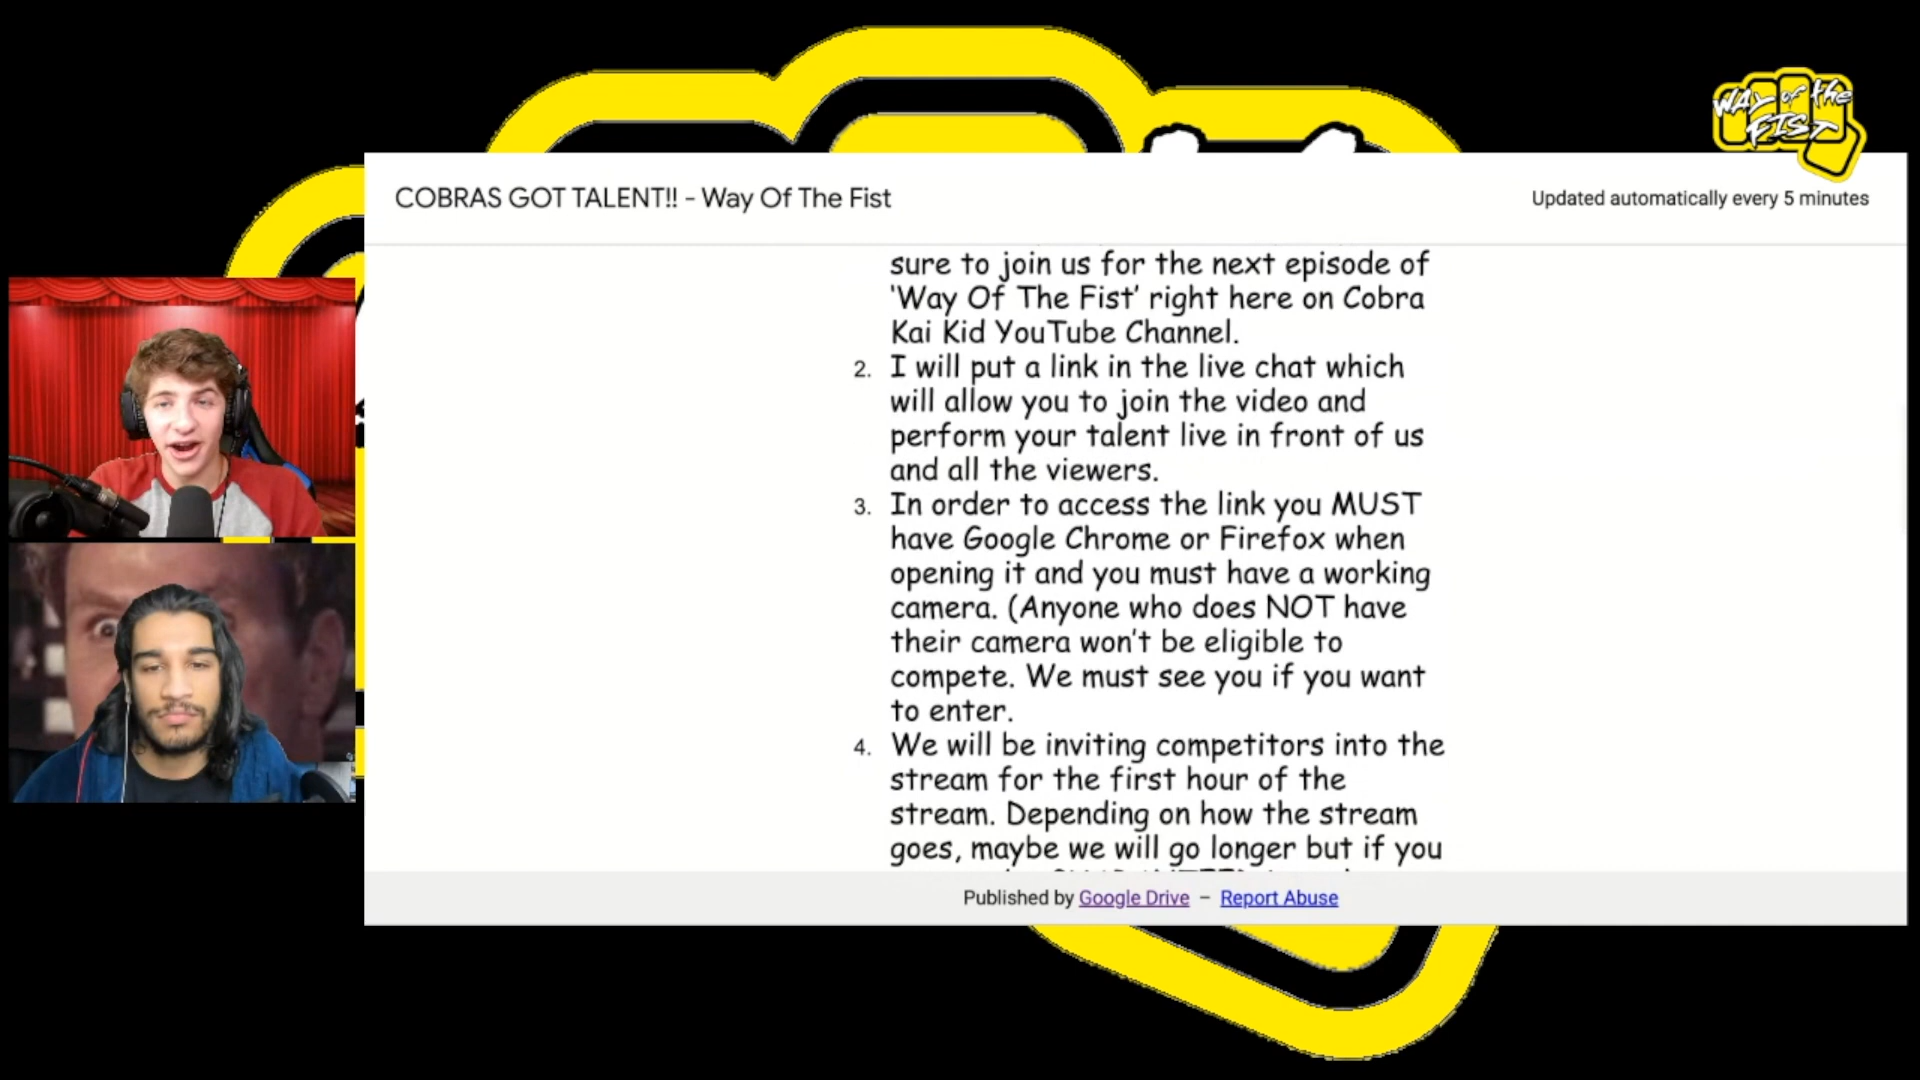 WAY of the
FIST
COBRAS GOT TALENT!! - Way Of The Fist
Updated automatically every 5 minutes
sure to join us for the next episode of
'Way Of The Fist' right here on Cobra
Kai Kid YouTube Channel.
2. I will put a link in the live chat which
will allow you to join the video and
perform your talent live in front of us
and all the viewers.
3. In order to access the link you MUST
have Google Chrome or Firefox when
opening it and you must have a working
camera. (Anyone who does NOT have
their camera won't be eligible to
compete. We must see you if you want
to enter.
4. We will be inviting competitors into the
stream for the first hour of the
stream. Depending on how the stream
goes, maybe we will go longer but if you
Published by Google Drive – Report Abuse